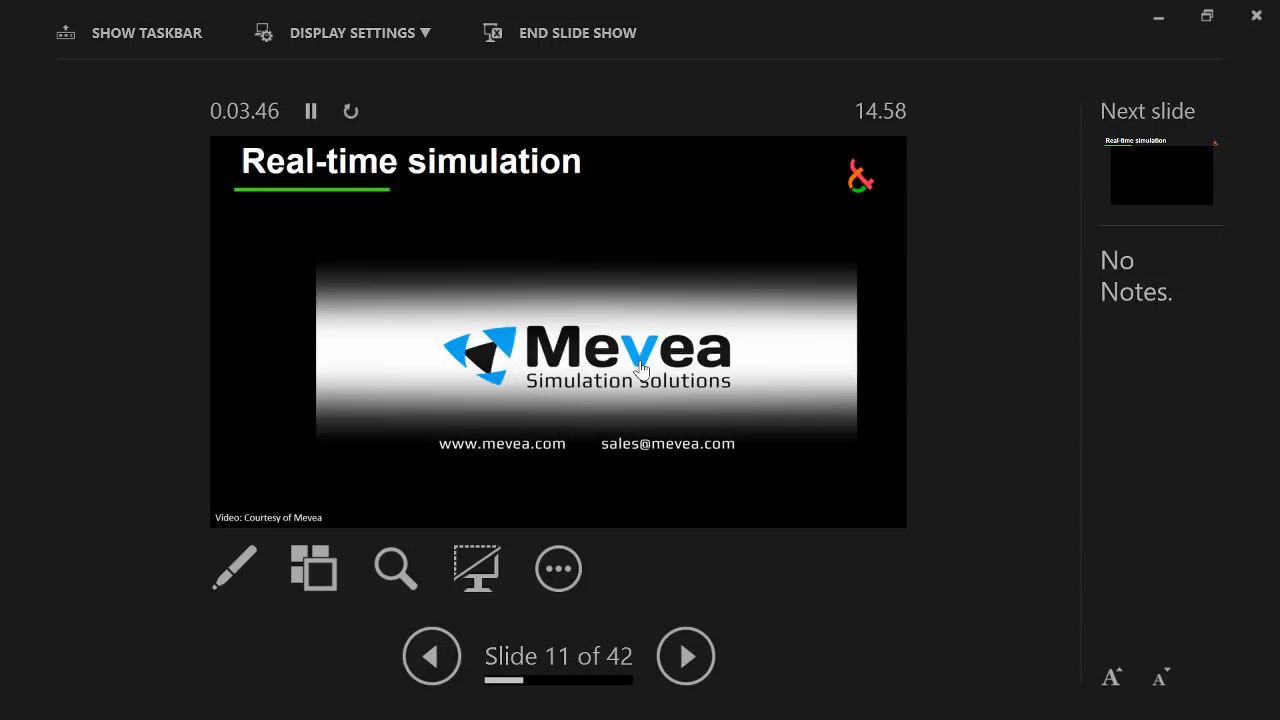 SHOW TASKBAR DISPLAY SETTINGS ▼ END SLIDE SHOW
0.03.46 14.58
Real-time simulation
&
Mevea
Simulation Solutions
www.mevea.com sales@mevea.com
Video: Courtesy of Mevea
Slide 11 of 42
Next slide
Real-time simulation
&
No
Notes.
A A